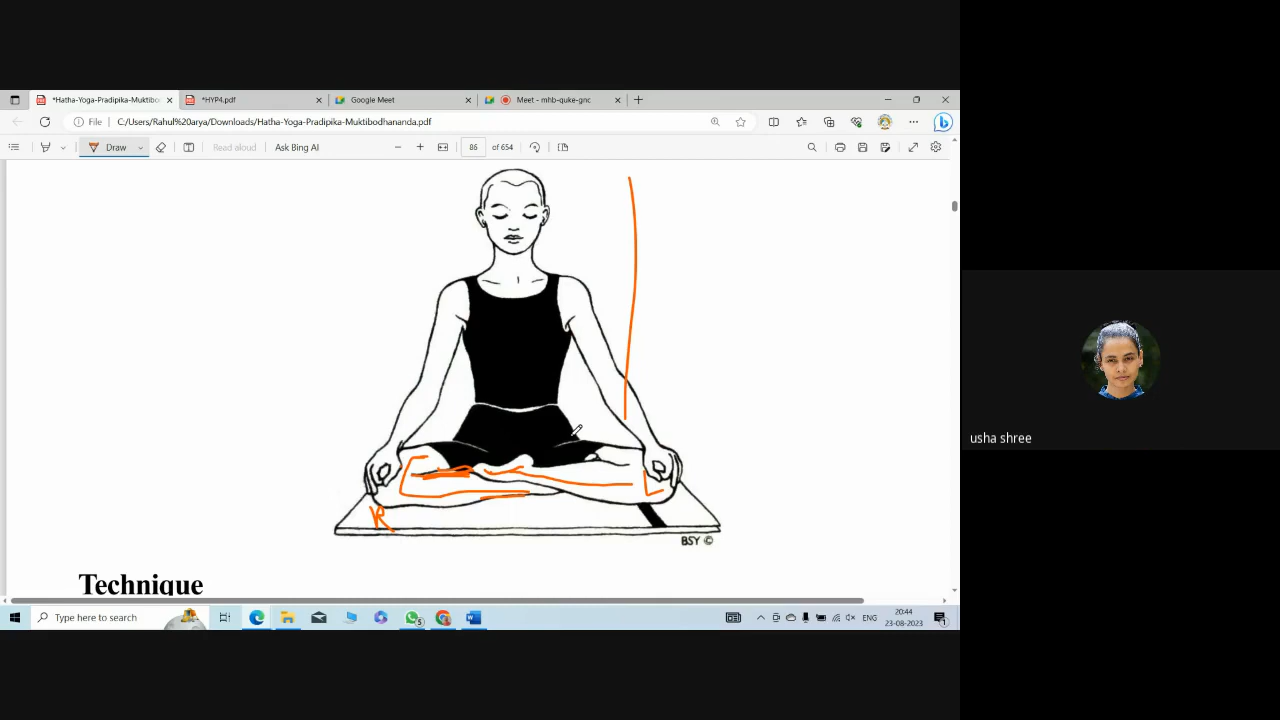 *Hatha-Yoga-Pradipika-Muktibo
*HYP4.pdf
Google Meet
Meet - mhb-quke-gnc
File
C:/Users/Rahul%20arya/Downloads/Hatha-Yoga-Pradipika-Muktibodhananda.pdf
Draw
Read aloud
Ask Bing AI
86
of 654
R
L
BSY ©
Technique
usha shree
Type here to search
5
ENG
20:44
23-08-2023
1